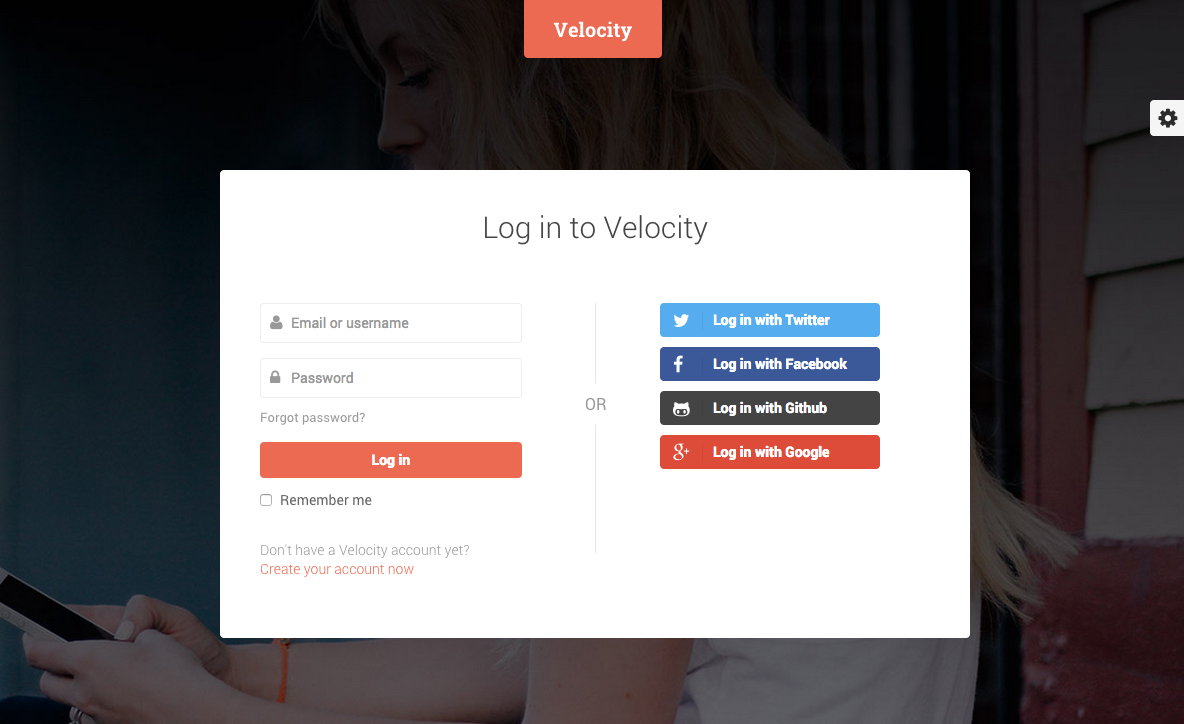 Velocity
Log in to Velocity
Email or username
Password
Forgot password?
Log in
Remember me
Don't have a Velocity account yet?
Create your account now
OR
Log in with Twitter
Log in with Facebook
Log in with Github
Log in with Google